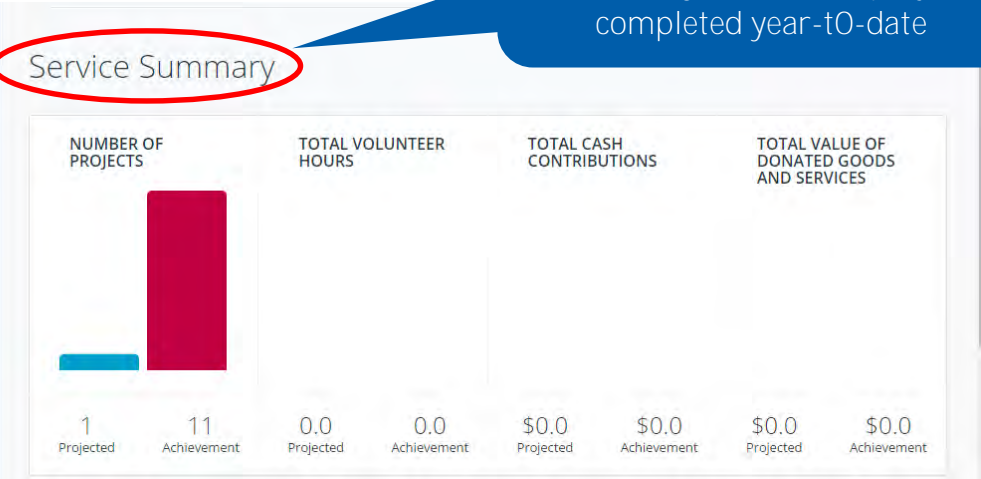 completed year-tO-date
Service Summary
NUMBER OF
PROJECTS
TOTAL VOLUNTEER
HOURS
TOTAL CASH
CONTRIBUTIONS
TOTAL VALUE OF
DONATED GOODS
AND SERVICES
1
Projected
11
Achievement
0.0
Projected
0.0
Achievement
$0.0
Projected
$0.0
Achievement
$0.0
Projected
$0.0
Achievement